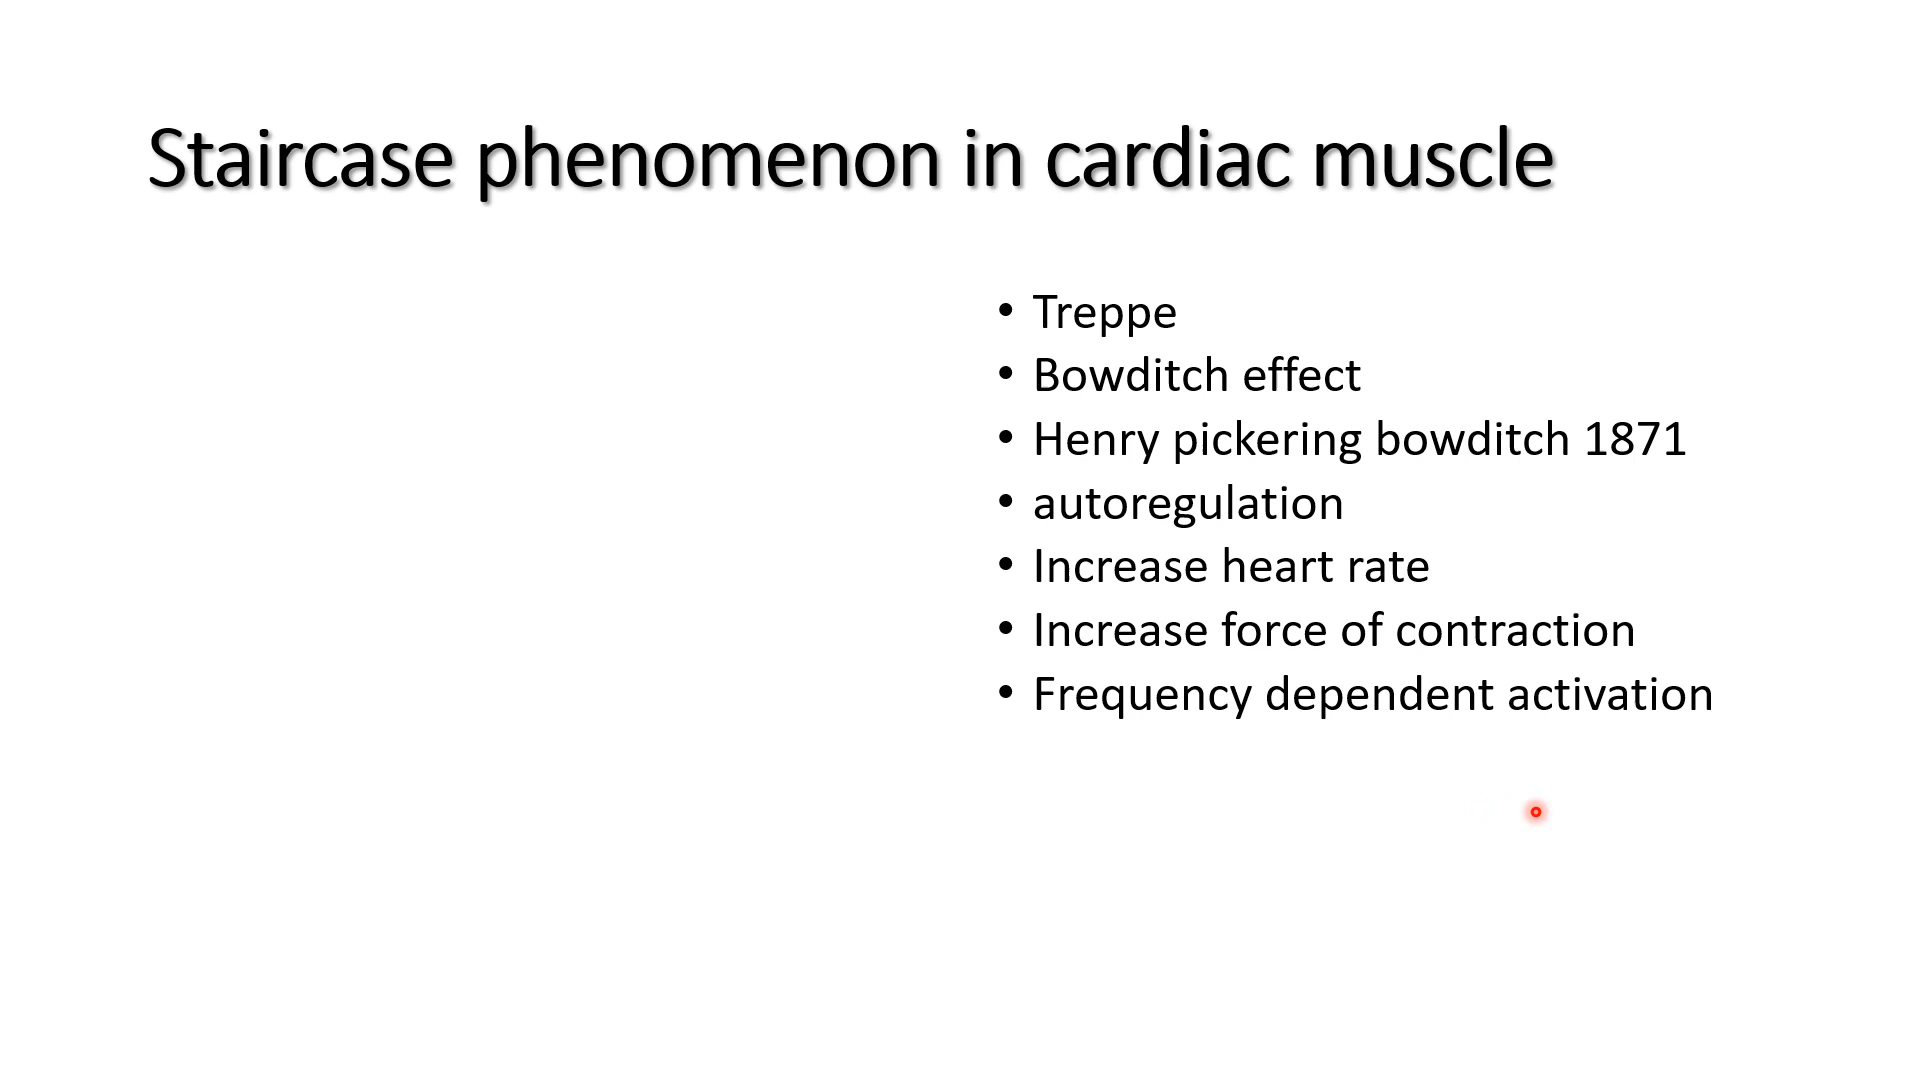 Staircase phenomenon in cardiac muscle
• Treppe
• Bowditch effect
• Henry pickering bowditch 1871
• autoregulation
• Increase heart rate
• Increase force of contraction
• Frequency dependent activation